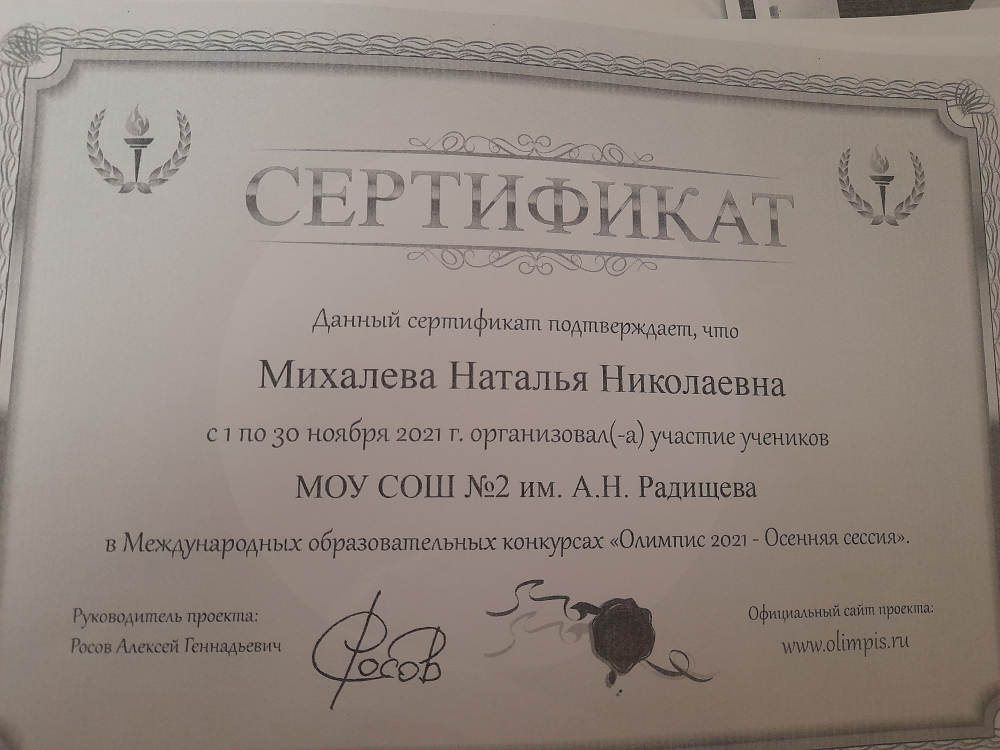 СЕРТИФИКАТ
Данный сертификат подтверждает, что
Михалева Наталья Николаевна
с 1 по 30 ноября 2021 г. организовал(-а) участие учеников
МОУ СОШ №2 им. А.Н. Радищева
в Международных образовательных конкурсах «Олимпис 2021 - Осенняя сессия».
Руководитель проекта:
Росов Алексей Геннадьевич
Росов
Официальный сайт проекта:
www.olimpis.ru